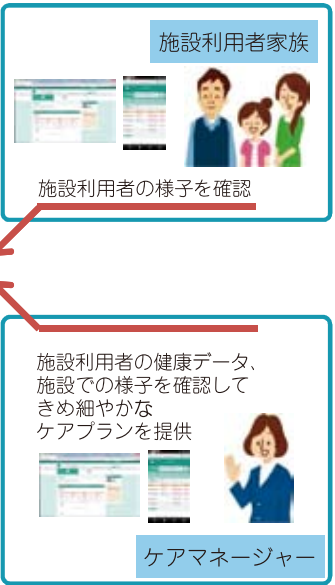 施設利用者家族
施設利用者の様子を確認
施設利用者の健康データ、
施設での様子を確認して
きめ細やかな
ケアプランを提供
ケアマネージャー